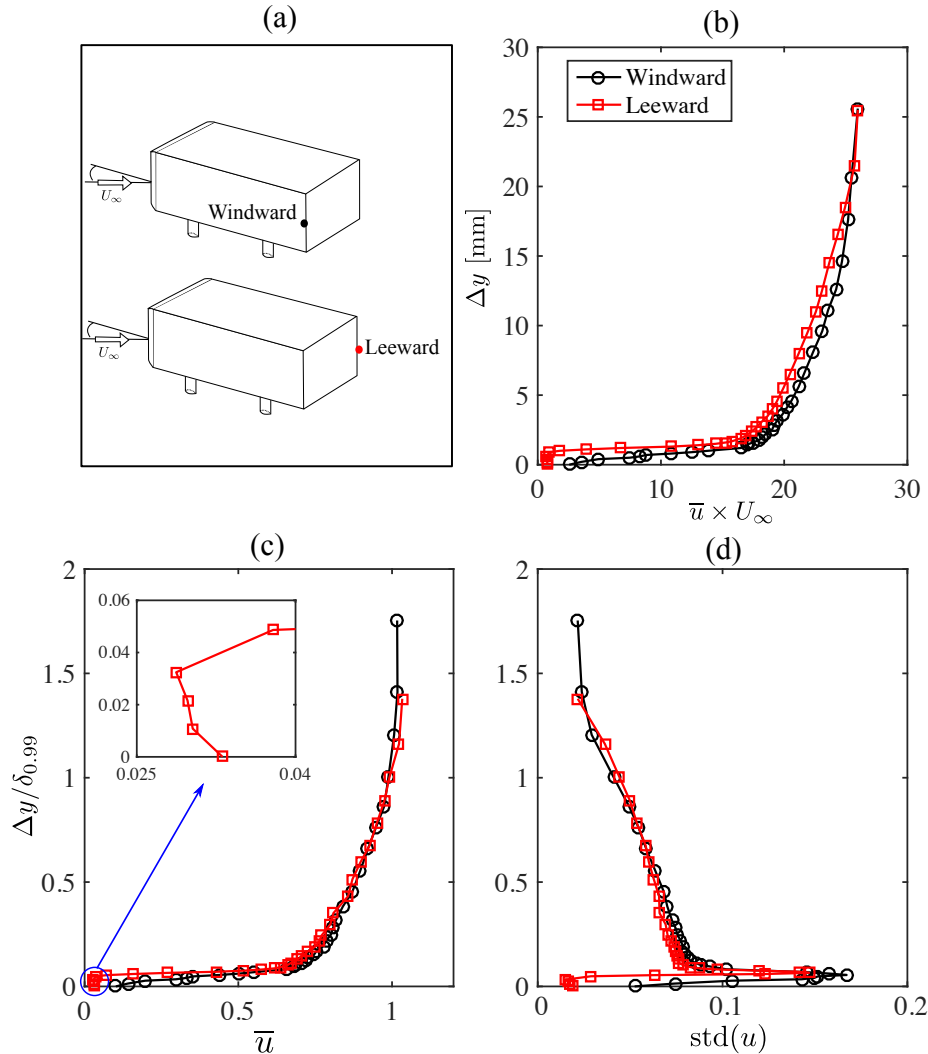 (a)
U∞
Windward
U∞
Leeward
(b)
Windward
Leeward
Δy [mm]
30
25
20
15
10
5
0
0 10 20 30
u̅ × U∞
(c)
Δy/δ0.99
2
1.5
1
0.5
0
0 0.5 1
u̅
0.06
0.04
0.02
0
0.025 0.04
(d)
2
1.5
1
0.5
0
0 0.1 0.2
std(u)